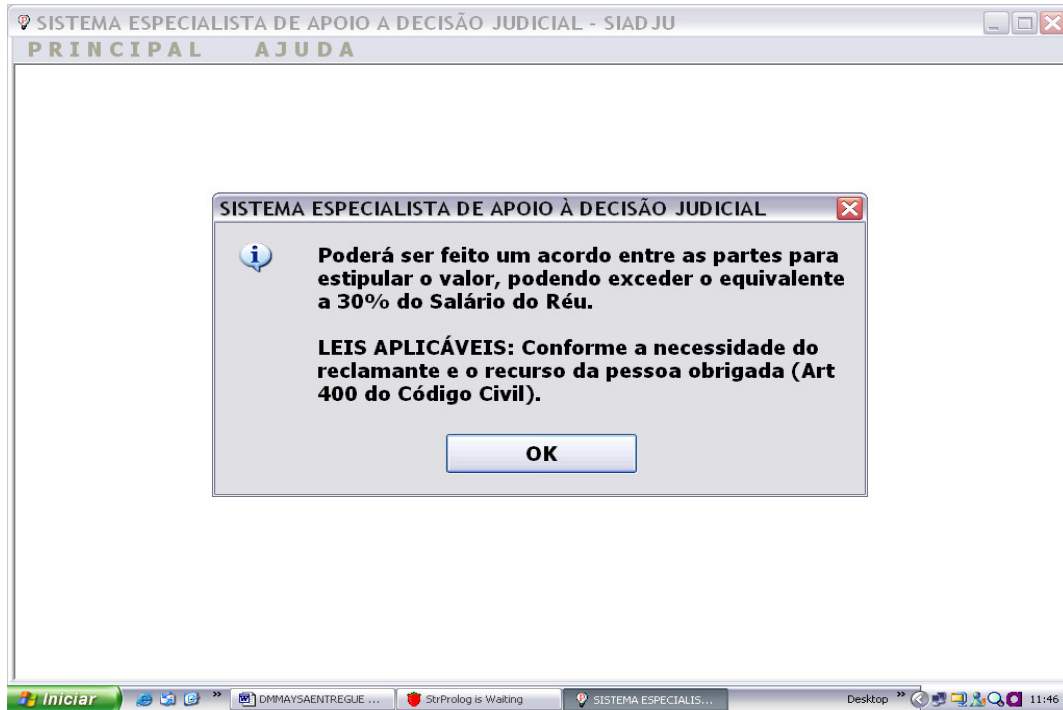 SISTEMA ESPECIALISTA DE APOIO A DECISÃO JUDICIAL - SIADJU
PRINCIPAL AJUDA
SISTEMA ESPECIALISTA DE APOIO À DECISÃO JUDICIAL
Poderá ser feito um acordo entre as partes para
estipular o valor, podendo exceder o equivalente
a 30% do Salário do Réu.
LEIS APLICÁVEIS: Conforme a necessidade do
reclamante e o recurso da pessoa obrigada (Art
400 do Código Civil).
OK
Iniciar » DMMAYSAENTREGUE ... StrProlog is Waiting SISTEMA ESPECIALIS... Desktop » 11:46